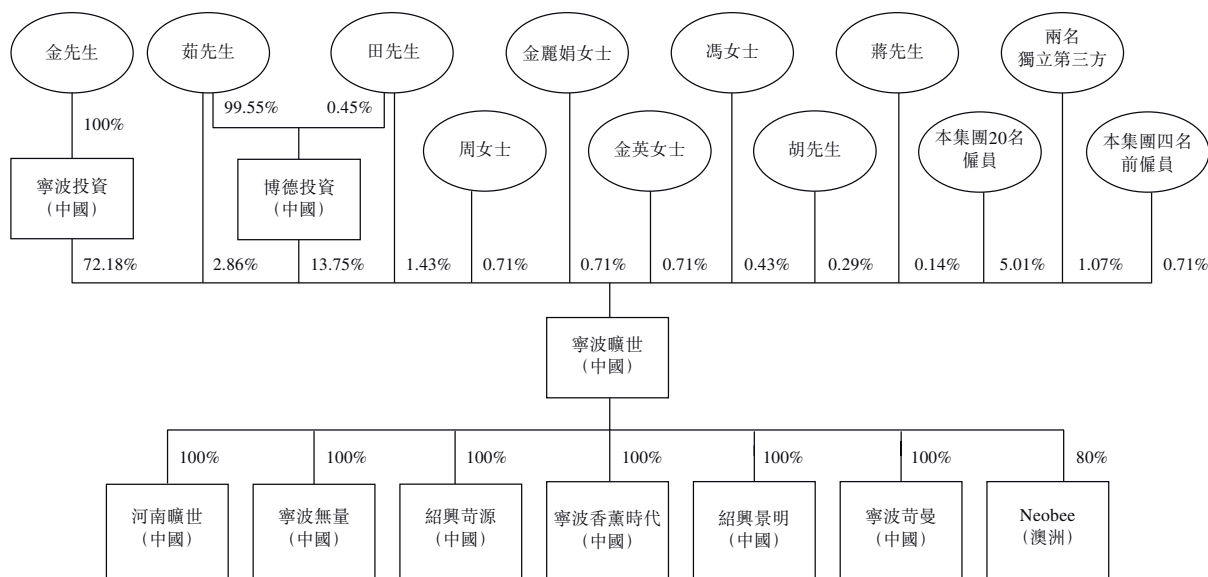 金先生
茹先生
田先生
金麗娟女士
馮女士
蔣先生
兩名
獨立第三方
99.55%
0.45%
100%
周女士
金英女士
胡先生
本集團20名
僱員
本集團四名
前僱員
寧波投資
(中國)
博德投資
(中國)
72.18%
2.86%
13.75%
1.43%
0.71%
0.71%
0.71%
0.43%
0.29%
0.14%
5.01%
1.07%
0.71%
寧波曠世
(中國)
100%
100%
100%
100%
100%
100%
80%
河南曠世
(中國)
寧波無量
(中國)
紹興苛源
(中國)
寧波香薰時代
(中國)
紹興景明
(中國)
寧波苛曼
(中國)
Neobee
(澳洲)